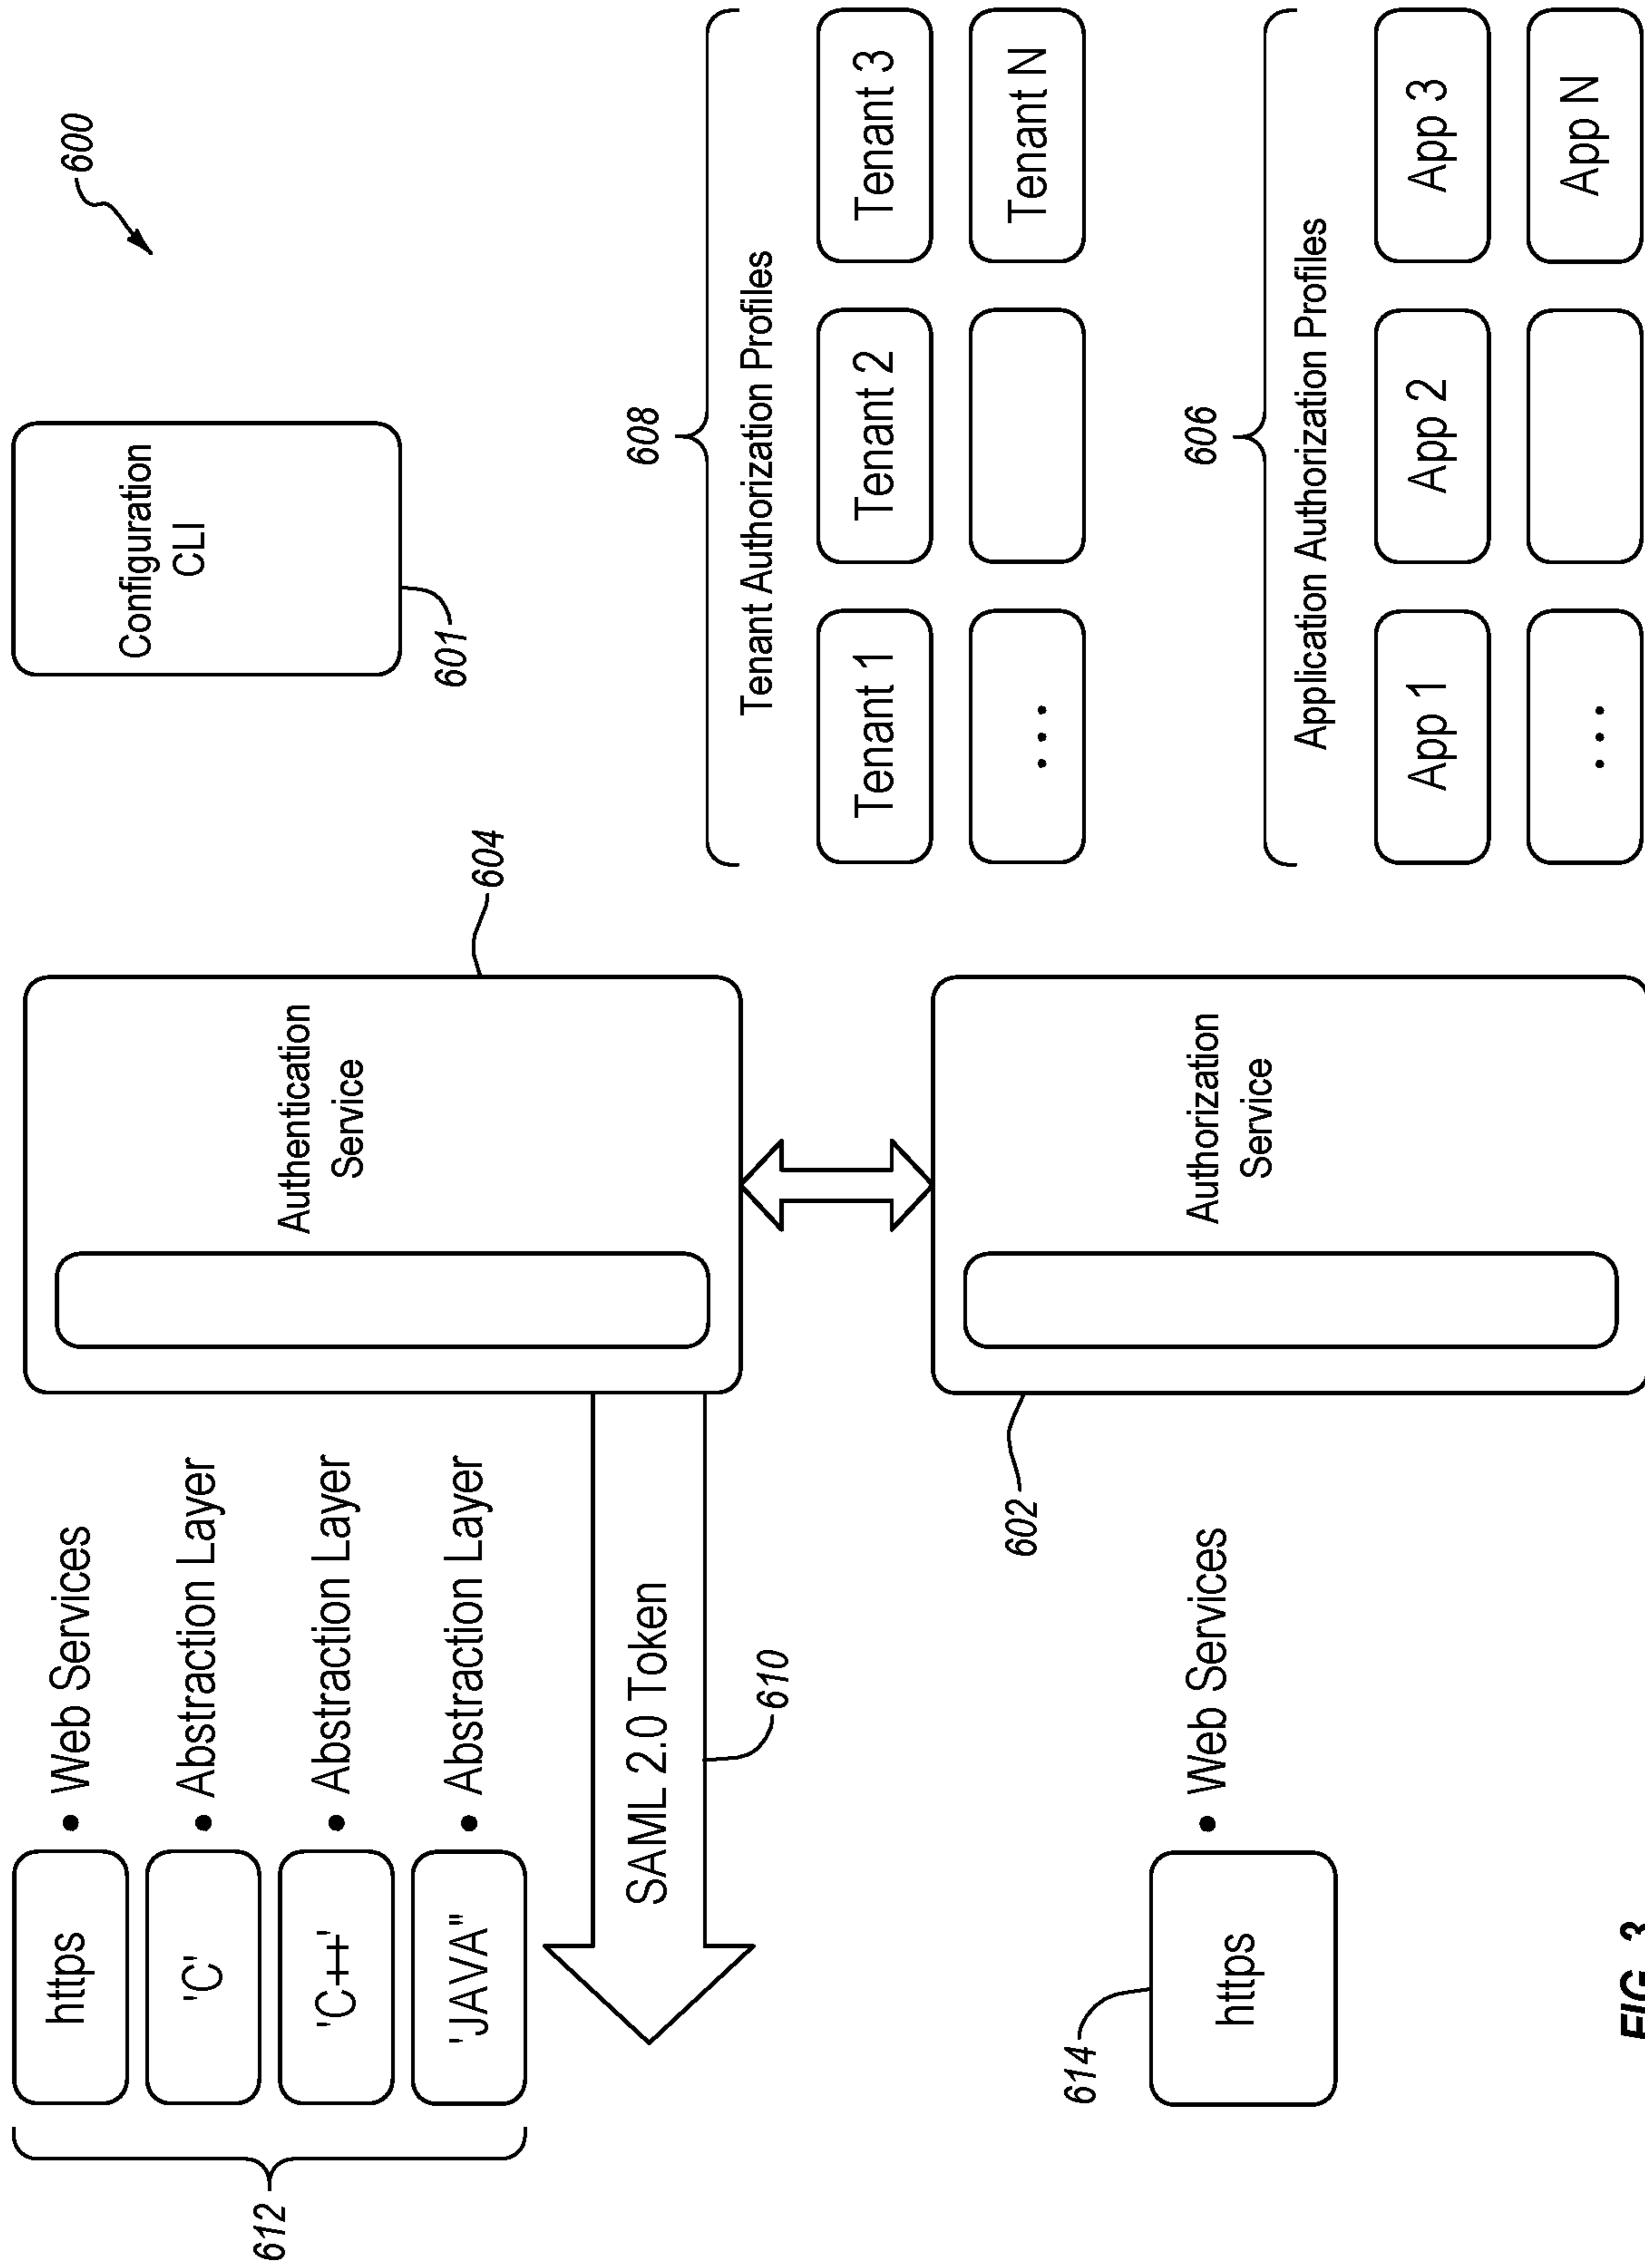 600
612
https
• Web Services
'C'
• Abstraction Layer
'C++'
• Abstraction Layer
'JAVA"
• Abstraction Layer
SAML 2.0 Token
610
Authentication
Service
604
Configuration
CLI
601
608
Tenant Authorization Profiles
Tenant 1
Tenant 2
Tenant 3
...
Tenant N
614
https
• Web Services
602
Authorization
Service
606
Application Authorization Profiles
App 1
App 2
App 3
...
App N
FIG. 3